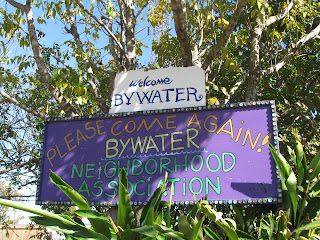 Welcome
BYWATER
PLEASE COME AGAIN!
BYWATER
NEIGHBORHOOD
ASSOCIATION